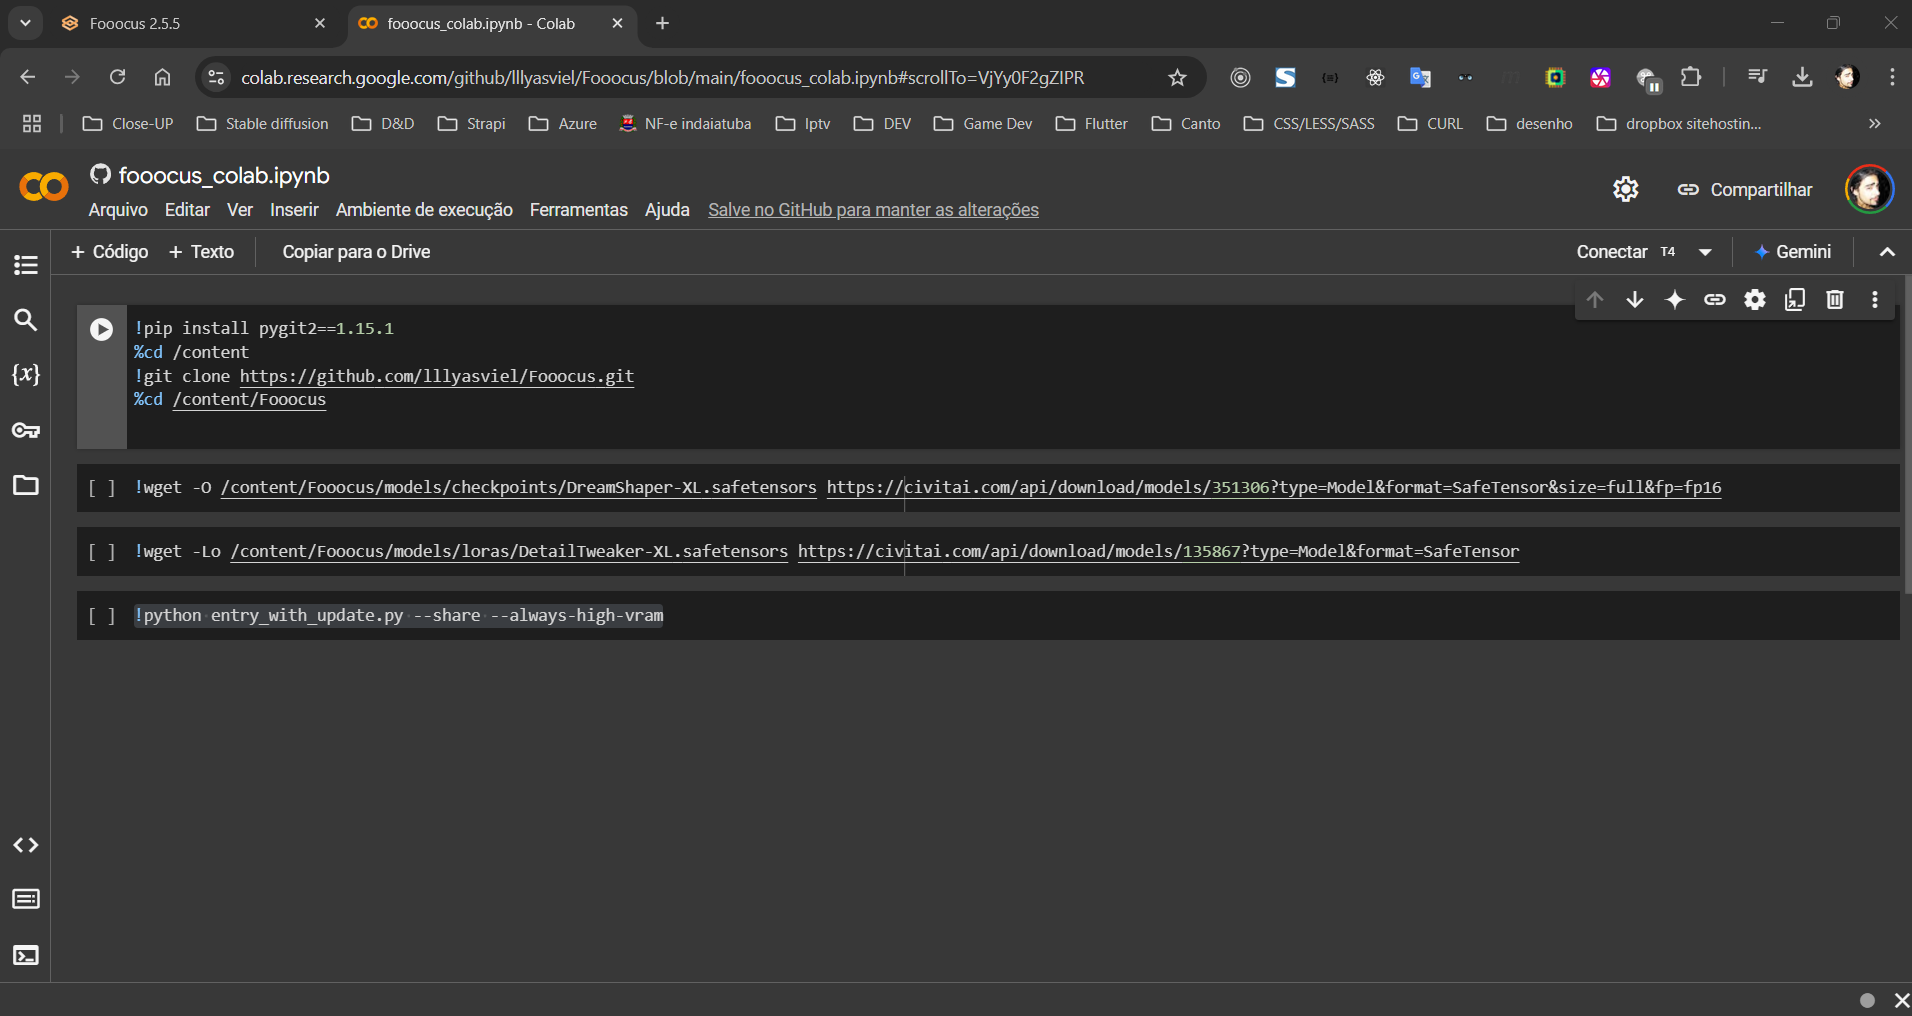 Fooocus 2.5.5
fooocus_colab.ipynb - Colab
colab.research.google.com/github/lllyasviel/Fooocus/blob/main/fooocus_colab.ipynb#scrollTo=VjYy0F2gZIPR
Close-UP Stable diffusion D&D Strapi Azure NF-e indaiatuba Iptv DEV Game Dev Flutter Canto CSS/LESS/SASS CURL desenho dropbox sitehostin...
fooocus_colab.ipynb
Arquivo Editar Ver Inserir Ambiente de execução Ferramentas Ajuda Salve no GitHub para manter as alterações
Compartilhar
+ Código + Texto Copiar para o Drive
Conectar T4 Gemini
!pip install pygit2==1.15.1
%cd /content
!git clone https://github.com/lllyasviel/Fooocus.git
%cd /content/Fooocus
[ ] !wget -O /content/Fooocus/models/checkpoints/DreamShaper-XL.safetensors https://civitai.com/api/download/models/351306?type=Model&format=SafeTensor&size=full&fp=fp16
[ ] !wget -Lo /content/Fooocus/models/loras/DetailTweaker-XL.safetensors https://civitai.com/api/download/models/135867?type=Model&format=SafeTensor
[ ] !python entry_with_update.py --share --always-high-vram